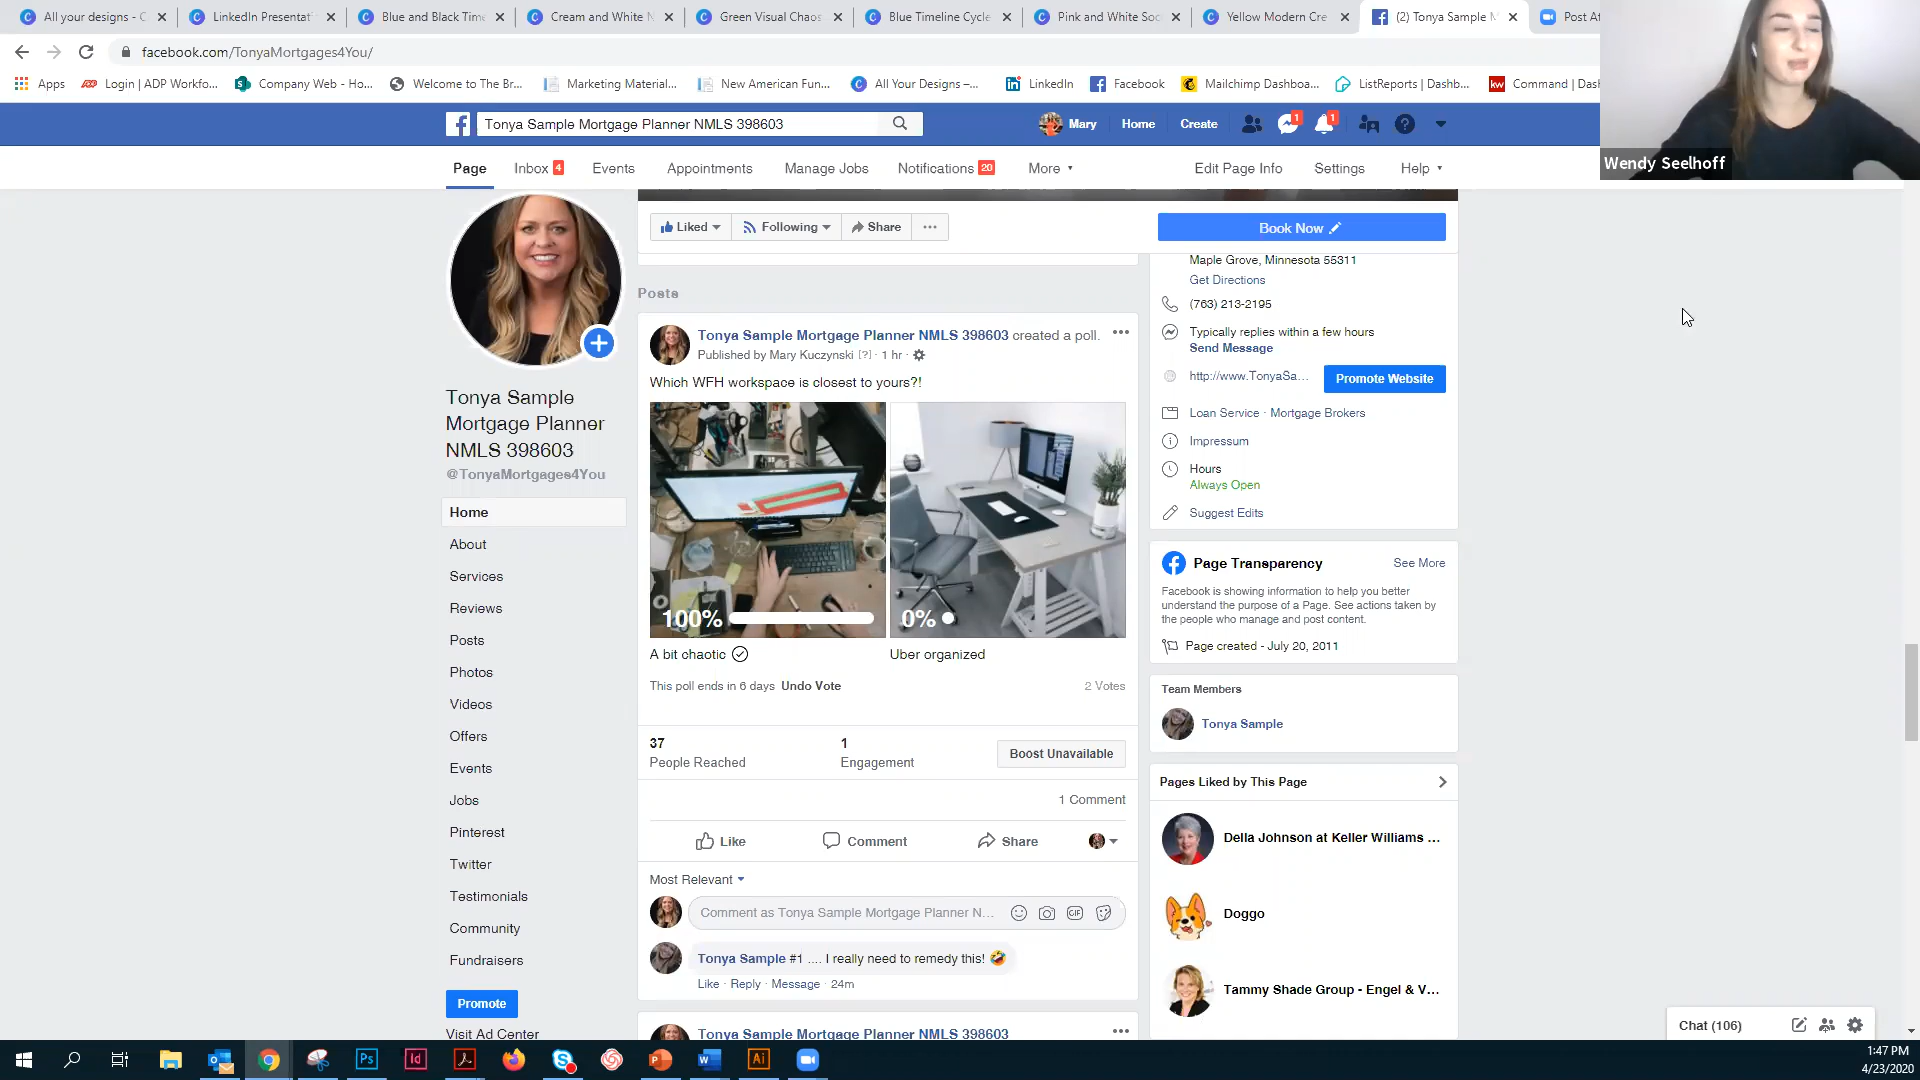 All your designs - C
LinkedIn Presentat
Blue and Black Time
Cream and White N
Green Visual Chaos
Blue Timeline Cycle
Pink and White Soc
Yellow Modern Cre
(2) Tonya Sample M
Post At
facebook.com/TonyaMortgages4You/
Apps
Login | ADP Workfo...
Company Web - Ho...
Welcome to The Br...
Marketing Material...
New American Fun...
All Your Designs –...
LinkedIn
Facebook
Mailchimp Dashboa...
ListReports | Dashb...
Command | Dash
Wendy Seelhoff
Tonya Sample Mortgage Planner NMLS 398603
Mary
Home
Create
1
1
Page
Inbox 4
Events
Appointments
Manage Jobs
Notifications 20
More
Edit Page Info
Settings
Help
Liked
Following
Share
Book Now
Tonya Sample
Mortgage Planner
NMLS 398603
@TonyaMortgages4You
Home
About
Services
Reviews
Posts
Photos
Videos
Offers
Events
Jobs
Pinterest
Twitter
Testimonials
Community
Fundraisers
Promote
Visit Ad Center
Posts
Tonya Sample Mortgage Planner NMLS 398603 created a poll.
Published by Mary Kuczynski [?] · 1 hr ·
Which WFH workspace is closest to yours?!
100%
0%
A bit chaotic
Uber organized
This poll ends in 6 days Undo Vote
2 Votes
37
People Reached
1
Engagement
Boost Unavailable
1 Comment
Like
Comment
Share
Most Relevant
Comment as Tonya Sample Mortgage Planner N...
GIF
Tonya Sample #1 .... I really need to remedy this! 🤣
Like · Reply · Message · 24m
Tonya Sample Mortgage Planner NMLS 398603
Maple Grove, Minnesota 55311
Get Directions
(763) 213-2195
Typically replies within a few hours
Send Message
http://www.TonyaSa...
Promote Website
Loan Service · Mortgage Brokers
Impressum
Hours
Always Open
Suggest Edits
Page Transparency
See More
Facebook is showing information to help you better
understand the purpose of a Page. See actions taken by
the people who manage and post content.
Page created - July 20, 2011
Team Members
Tonya Sample
Pages Liked by This Page
Della Johnson at Keller Williams ...
Doggo
Tammy Shade Group - Engel & V...
Chat (106)
Ps
Id
Ai
1:47 PM
4/23/2020